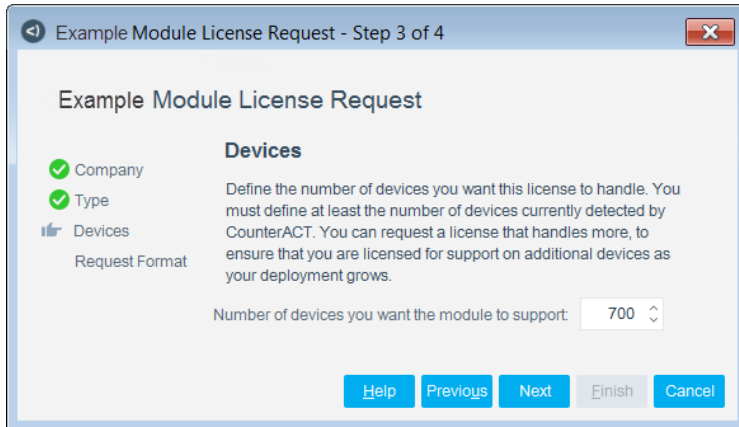 Example Module License Request - Step 3 of 4
Example Module License Request
Company
Type
Devices
Request Format
Devices
Define the number of devices you want this license to handle. You
must define at least the number of devices currently detected by
CounterACT. You can request a license that handles more, to
ensure that you are licensed for support on additional devices as
your deployment grows.
Number of devices you want the module to support: 700
Help Previous Next Finish Cancel